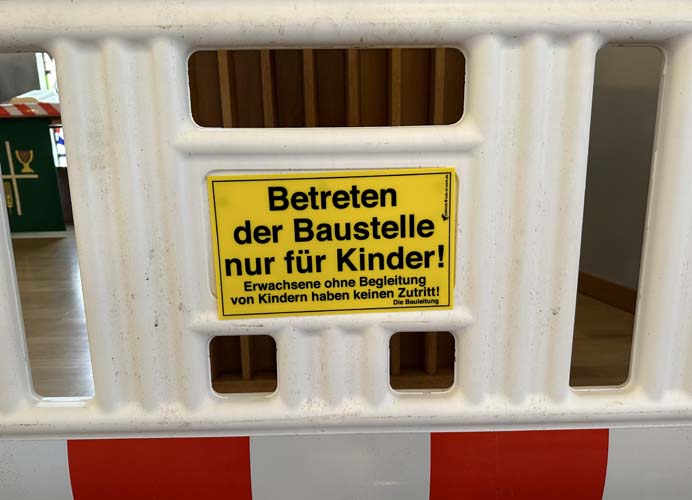 Betreten
der Baustelle
nur für Kinder!
Erwachsene ohne Begleitung
von Kindern haben keinen Zutritt!
Die Bauleitung